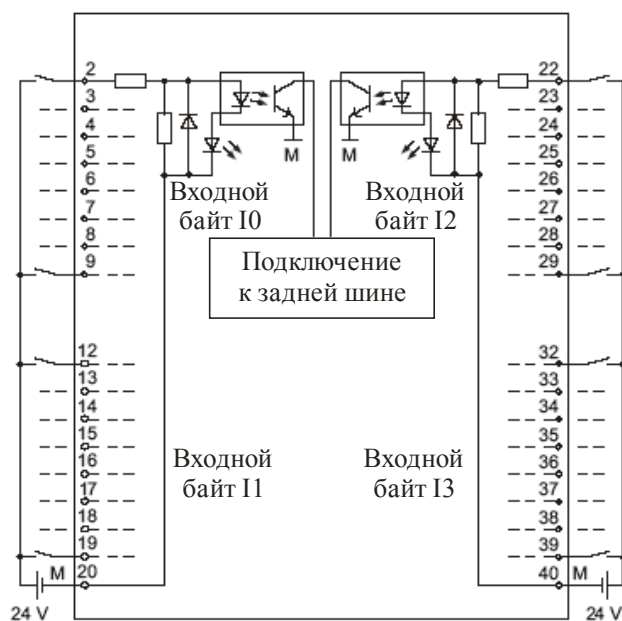 2 22
3 23
4 24
5 M M 25
6 Входной Входной 26
7 байт I0 байт I2 27
8 28
9 Подключение 29
к задней шине
12 32
13 33
14 34
15 35
16 Входной Входной 36
17 байт I1 байт I3 37
18 38
19 39
M 20 40 M
24 V 24 V